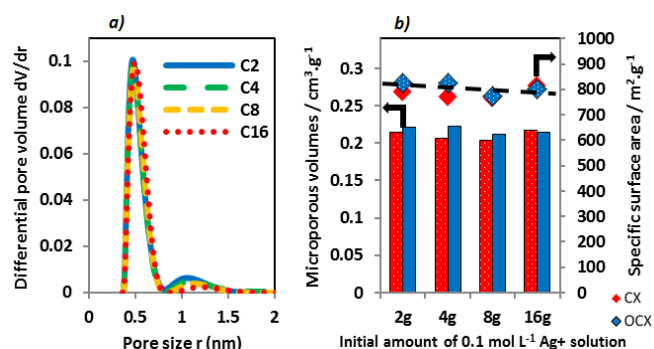 a)
Differential pore volume dV/dr
0.1
0.08
0.06
0.04
0.02
0
C2
C4
C8
C16
0 0.5 1 1.5 2
Pore size r (nm)
b)
Microporous volumes / cm³.g⁻¹
0.3
0.25
0.2
0.15
0.1
0.05
0
1000
900
800
700
600
500
400
300
200
100
0
Specific surface area/ m².g⁻¹
CX
OCX
2g 4g 8g 16g
Initial amount of 0.1 mol L⁻¹ Ag+ solution